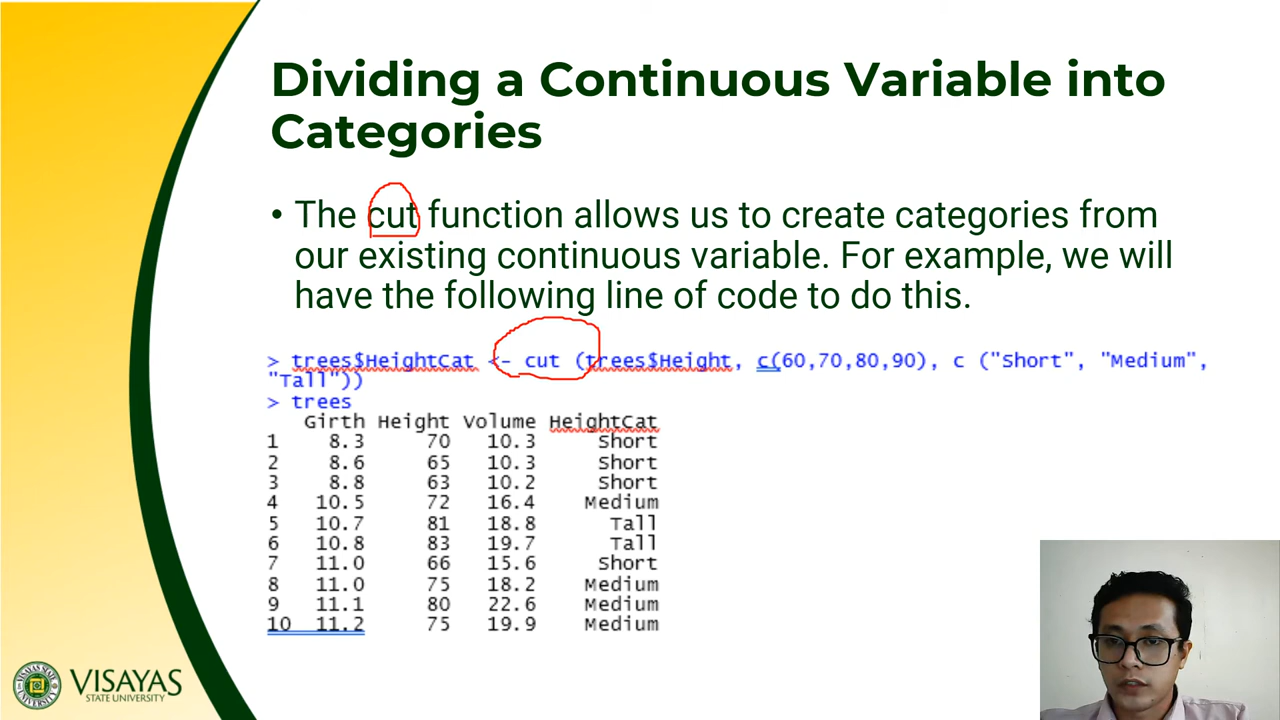 Dividing a Continuous Variable into
Categories
• The cut function allows us to create categories from
our existing continuous variable. For example, we will
have the following line of code to do this.
> trees$HeightCat <- cut (trees$Height, c(60,70,80,90), c ("Short", "Medium",
"Tall"))
> trees
Girth Height Volume HeightCat
1 8.3 70 10.3 Short
2 8.6 65 10.3 Short
3 8.8 63 10.2 Short
4 10.5 72 16.4 Medium
5 10.7 81 18.8 Tall
6 10.8 83 19.7 Tall
7 11.0 66 15.6 Short
8 11.0 75 18.2 Medium
9 11.1 80 22.6 Medium
10 11.2 75 19.9 Medium
VISAYAS
STATE UNIVERSITY